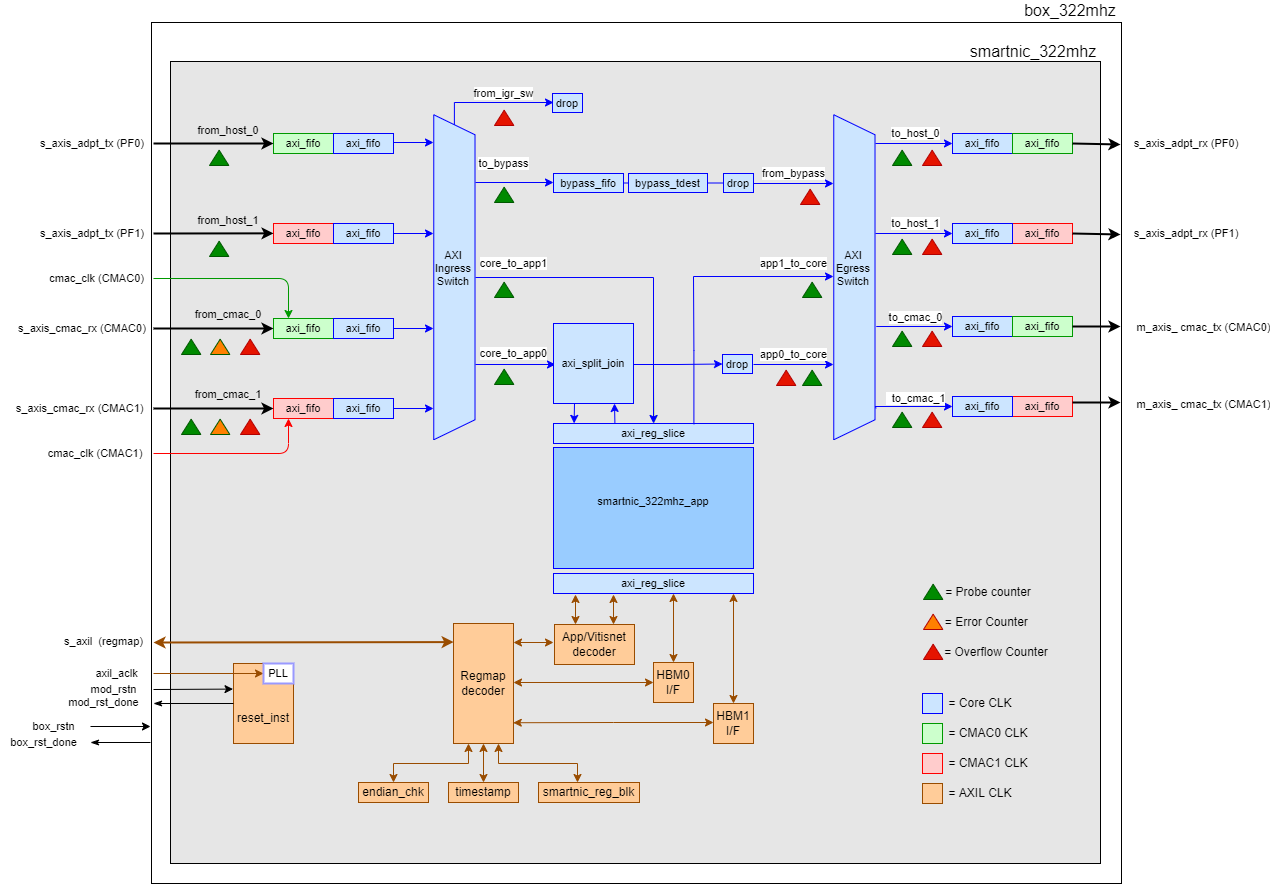 box_322mhz
smartnic_322mhz
from_igr_sw
drop
s_axis_adpt_tx (PF0)
from_host_0
axi_fifo
axi_fifo
to_bypass
bypass_fifo
bypass_tdest
drop
from_bypass
to_host_0
axi_fifo
axi_fifo
s_axis_adpt_rx (PF0)
s_axis_adpt_tx (PF1)
from_host_1
axi_fifo
axi_fifo
to_host_1
axi_fifo
axi_fifo
s_axis_adpt_rx (PF1)
AXI
Ingress
Switch
AXI
Egress
Switch
core_to_app1
app1_to_core
cmac_clk (CMAC0)
s_axis_cmac_rx (CMAC0)
from_cmac_0
axi_fifo
axi_fifo
to_cmac_0
axi_fifo
axi_fifo
m_axis_ cmac_tx (CMAC0)
core_to_app0
axi_split_join
drop
app0_to_core
s_axis_cmac_rx (CMAC1)
from_cmac_1
axi_fifo
axi_fifo
to_cmac_1
axi_fifo
axi_fifo
m_axis_ cmac_tx (CMAC1)
cmac_clk (CMAC1)
axi_reg_slice
smartnic_322mhz_app
axi_reg_slice
s_axil (regmap)
Regmap
decoder
App/Vitisnet
decoder
HBM0
I/F
HBM1
I/F
axil_aclk
mod_rstn
mod_rst_done
PLL
reset_inst
box_rstn
box_rst_done
endian_chk
timestamp
smartnic_reg_blk
= Probe counter
= Error Counter
= Overflow Counter
= Core CLK
= CMAC0 CLK
= CMAC1 CLK
= AXIL CLK